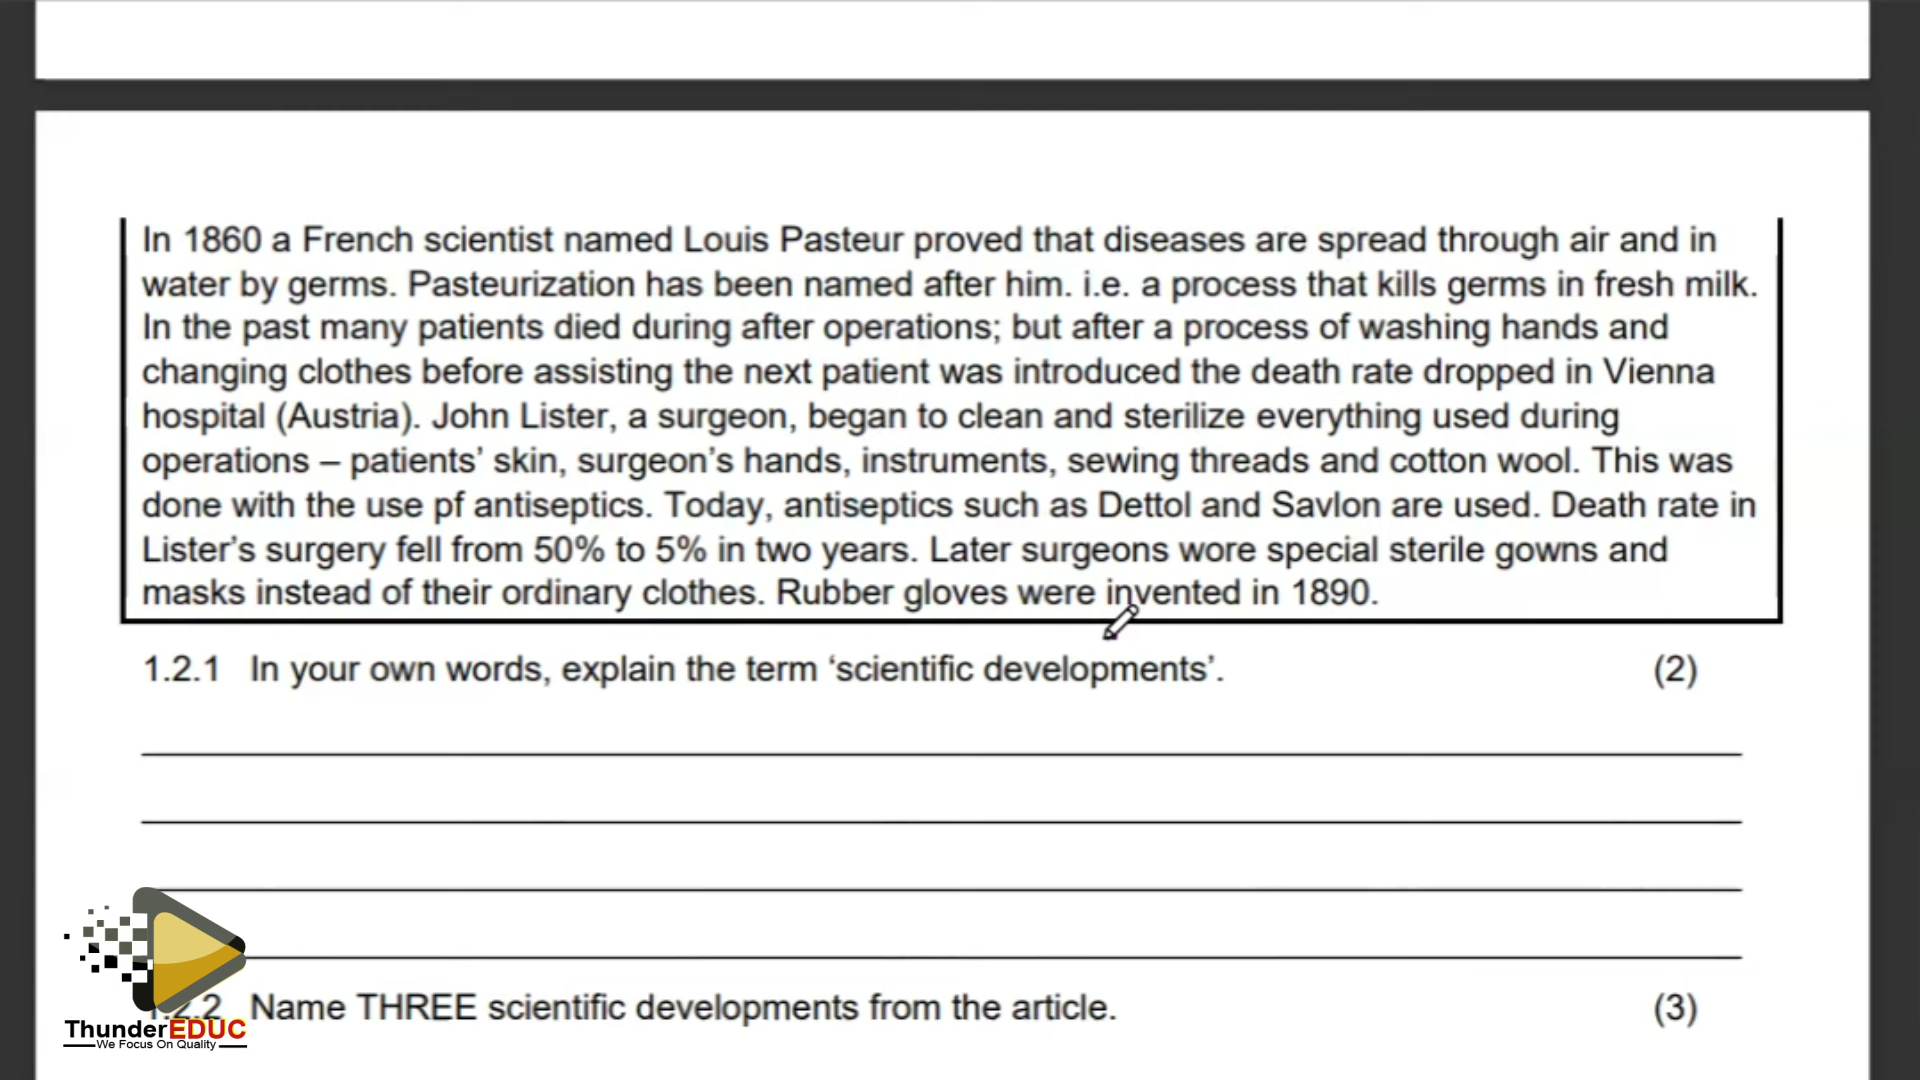 In 1860 a French scientist named Louis Pasteur proved that diseases are spread through air and in
water by germs. Pasteurization has been named after him. i.e. a process that kills germs in fresh milk.
In the past many patients died during after operations; but after a process of washing hands and
changing clothes before assisting the next patient was introduced the death rate dropped in Vienna
hospital (Austria). John Lister, a surgeon, began to clean and sterilize everything used during
operations – patients’ skin, surgeon’s hands, instruments, sewing threads and cotton wool. This was
done with the use pf antiseptics. Today, antiseptics such as Dettol and Savlon are used. Death rate in
Lister’s surgery fell from 50% to 5% in two years. Later surgeons wore special sterile gowns and
masks instead of their ordinary clothes. Rubber gloves were invented in 1890.
1.2.1 In your own words, explain the term ‘scientific developments’. (2)
1.2.2 Name THREE scientific developments from the article. (3)
ThunderEDUC
We Focus On Quality